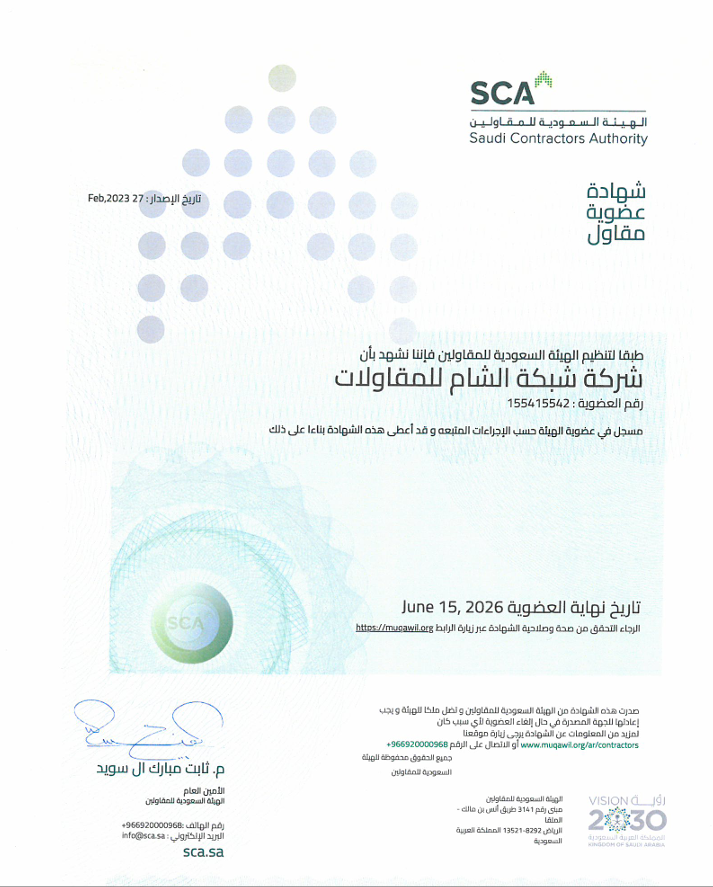 SCA
الهيئة السعودية للمقاولين
Saudi Contractors Authority
شهادة
عضوية
مقاول
تاريخ الإصدار : 27 Feb,2023
طبقا لتنظيم الهيئة السعودية للمقاولين فإننا نشهد بأن
شركة شبكة الشام للمقاولات
رقم العضوية : 155415542
مسجل في عضوية الهيئة حسب الإجراءات المتبعه و قد أعطى هذه الشهادة بناءا على ذلك
SCA
تاريخ نهاية العضوية June 15, 2026
الرجاء التحقق من صحة وصلاحية الشهادة عبر زيارة الرابط https://muqawil.org
صدرت هذه الشهادة من الهيئة السعودية للمقاولين و تضل ملكا للهيئة و يجب
إعادتها للجهة المصدرة في حال إلغاء العضوية لأي سبب كان
لمزيد من المعلومات عن الشهادة يرجى زيارة موقعنا
www.muqawil.org/ar/contractors أو الاتصال على الرقم 966920000968+
جميع الحقوق محفوظة للهيئة
السعودية للمقاولين
م. ثابت مبارك ال سويد
الأمين العام
الهيئة السعودية للمقاولين
رقم الهاتف :966920000968+
البريد الإلكتروني : info@sca.sa
sca.sa
الهيئة السعودية للمقاولين
مبنى رقم 3141 طريق أنس بن مالك -
الملقا
الرياض 8292-13521 المملكة العربية
السعودية
VISION رؤية
2030
المملكة العربية السعودية
KINGDOM OF SAUDI ARABIA